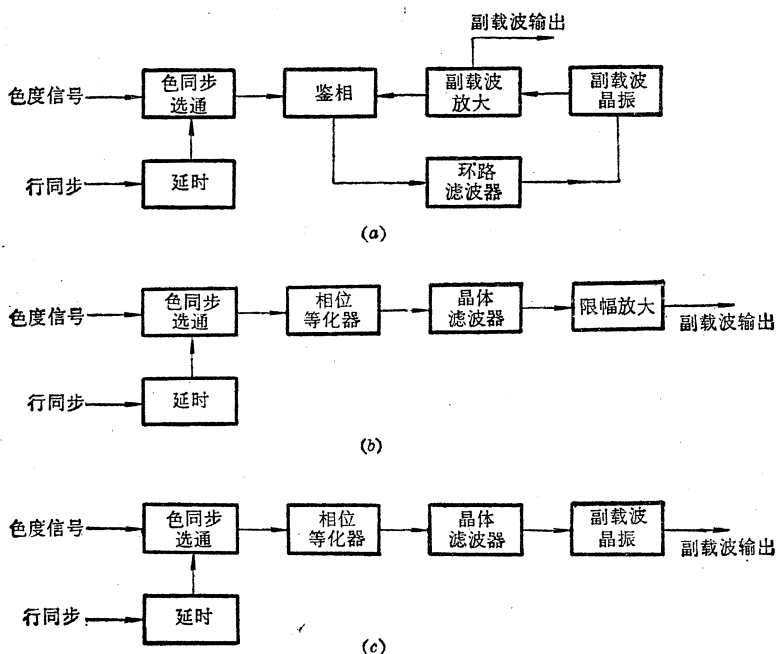 副载波输出
色度信号
色同步
选通
鉴相
副载波
放大
副载波
晶振
行同步
延时
环路
滤波器
(a)
色度信号
色同步
选通
相位
等化器
晶体
滤波器
限幅放大
副载波输出
行同步
延时
(b)
色度信号
色同步
选通
相位
等化器
晶体
滤波器
副载波
晶振
副载波输出
行同步
延时
(c)